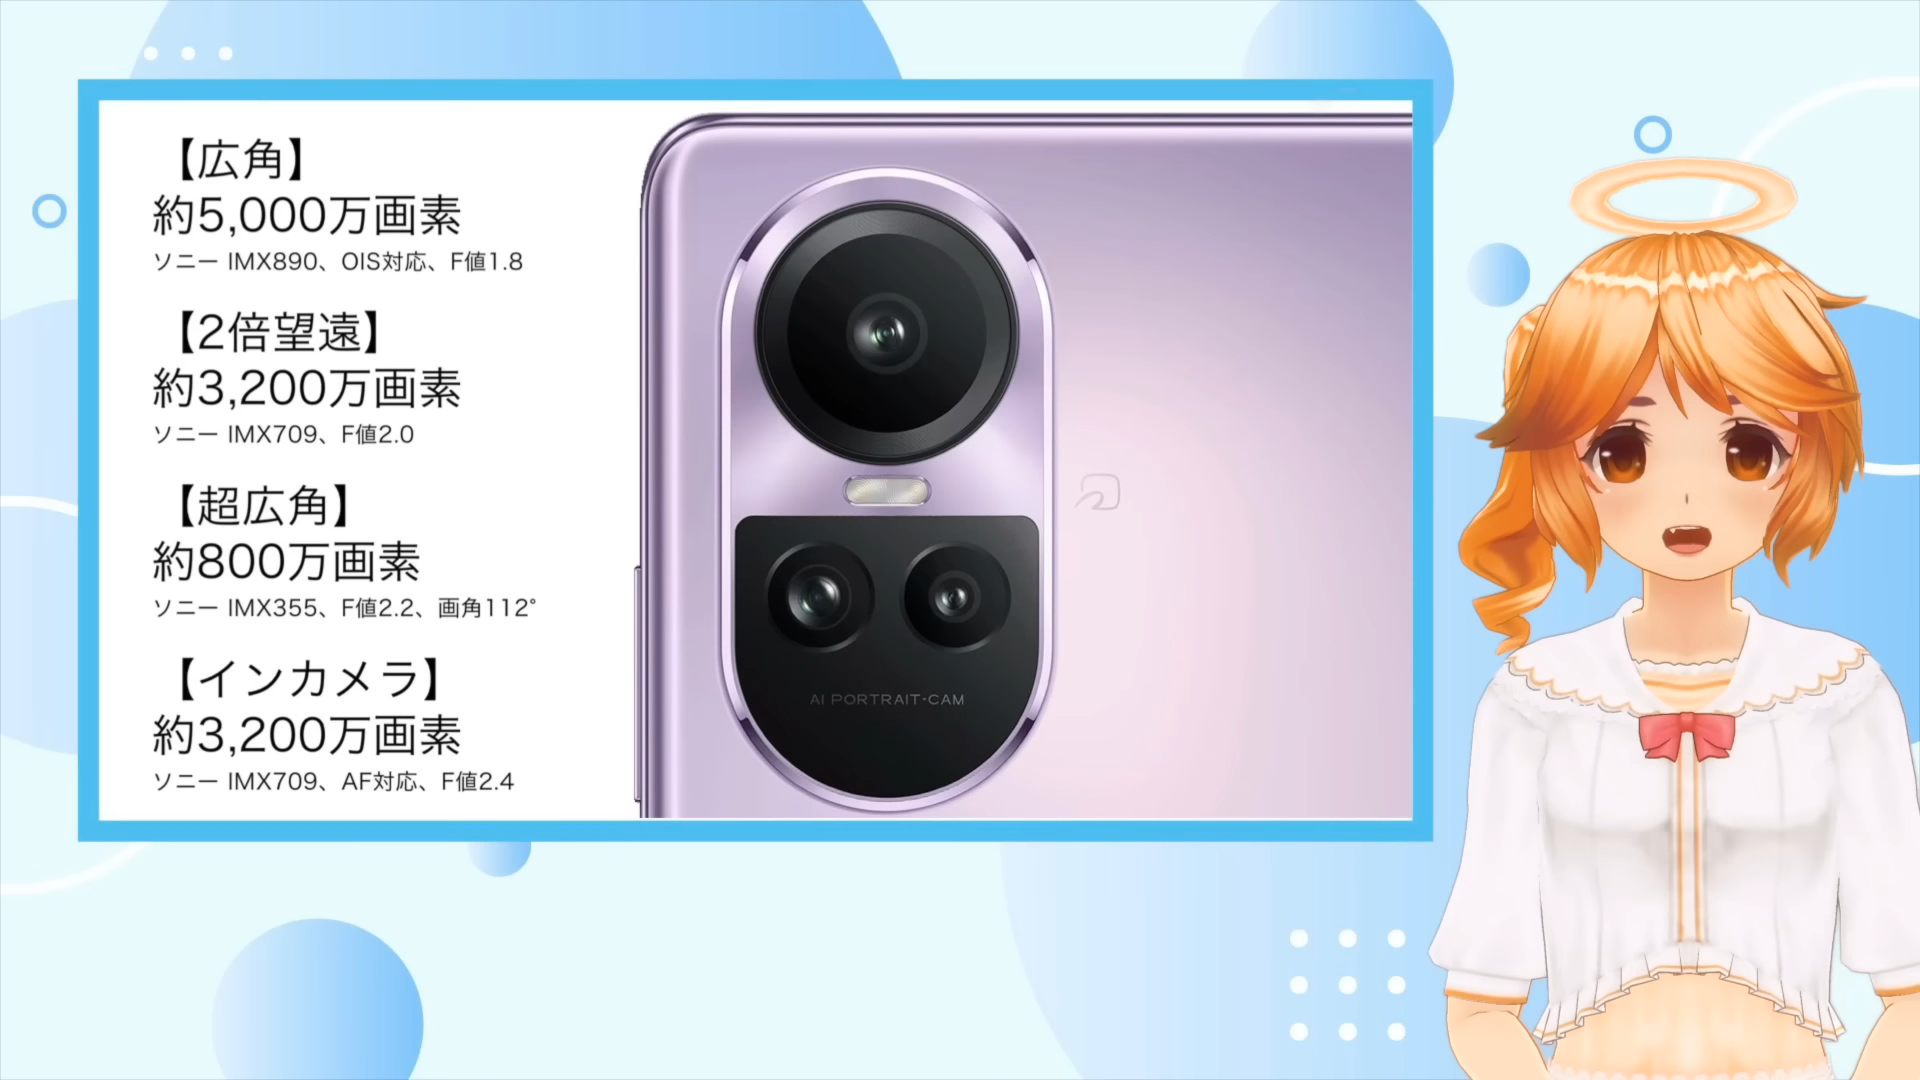 【広角】
約5,000万画素
ソニー IMX890、OIS対応、F値1.8
【2倍望遠】
約3,200万画素
ソニー IMX709、F値2.0
【超広角】
約800万画素
ソニー IMX355、F値2.2、画角112°
【インカメラ】
約3,200万画素
ソニー IMX709、AF対応、F値2.4
AI PORTRAIT-CAM